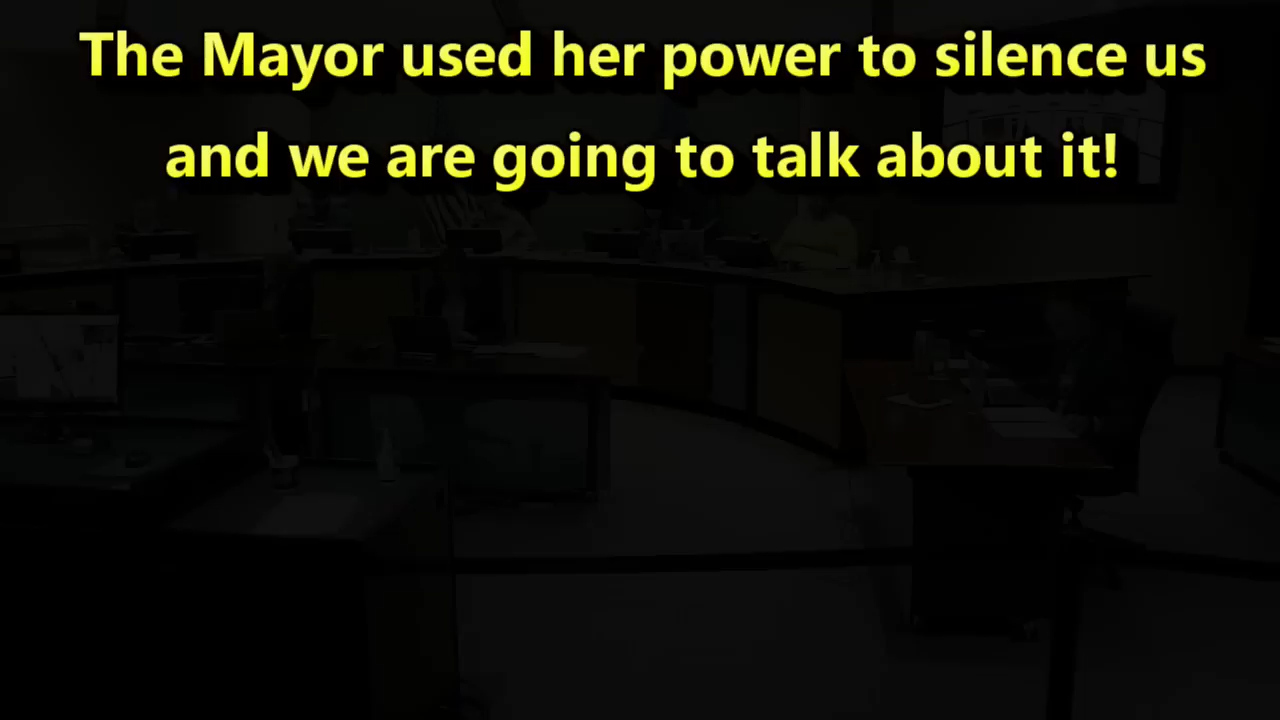 The Mayor used her power to silence us
and we are going to talk about it!